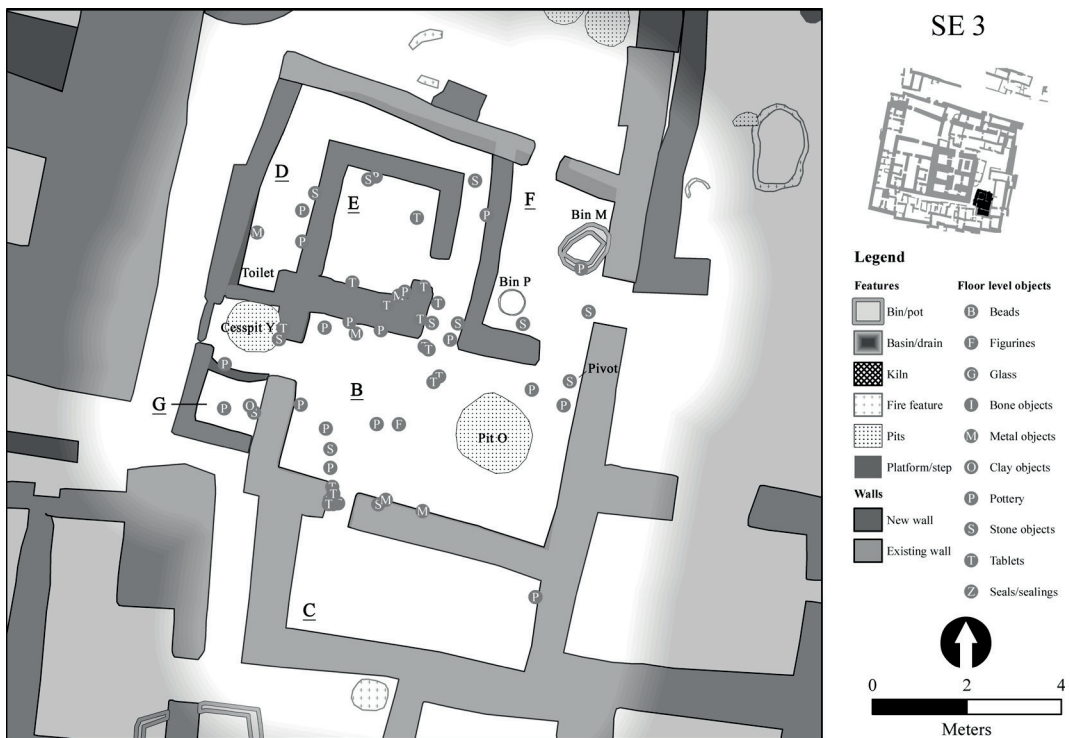 SE 3
D
E
F
Bin M
P
Toilet
Bin P
Cesspit Y
B
Pivot
G
Pit O
C
Legend
Features
Floor level objects
Bin/pot
B Beads
Basin/drain
F Figurines
Kiln
G Glass
Fire feature
I Bone objects
Pits
M Metal objects
Platform/step
O Clay objects
Walls
P Pottery
New wall
S Stone objects
Existing wall
T Tablets
Z Seals/sealings
0 2 4
Meters